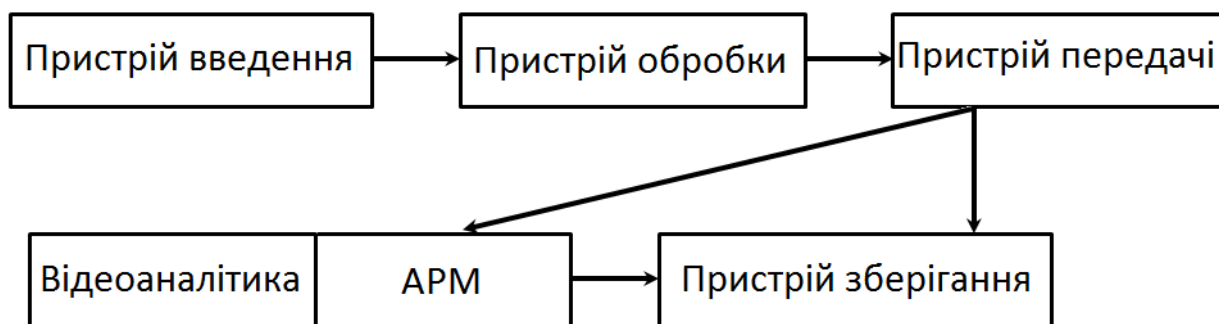 Пристрій введення
Пристрій обробки
Пристрій передачі
Відеоаналітика
АРМ
Пристрій зберігання